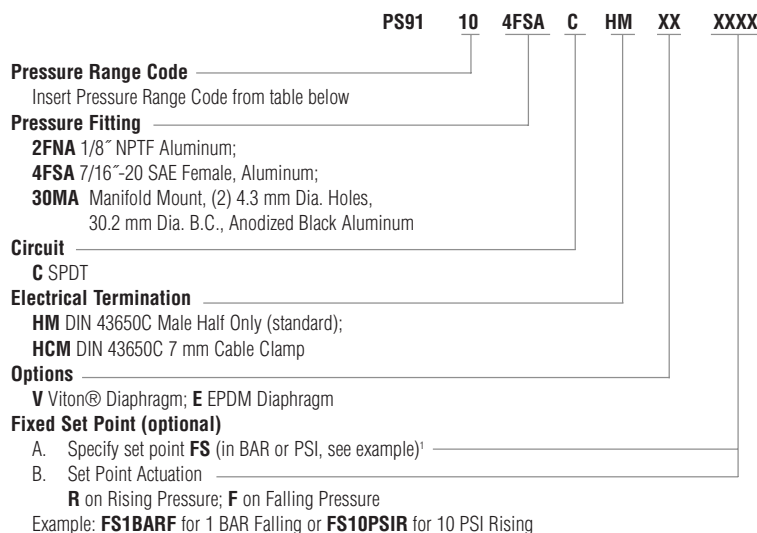 PS91 10 4FSA C HM XX XXXX
Pressure Range Code
Insert Pressure Range Code from table below
Pressure Fitting
2FNA 1/8˝ NPTF Aluminum;
4FSA 7/16˝-20 SAE Female, Aluminum;
30MA Manifold Mount, (2) 4.3 mm Dia. Holes,
30.2 mm Dia. B.C., Anodized Black Aluminum
Circuit
C SPDT
Electrical Termination
HM DIN 43650C Male Half Only (standard);
HCM DIN 43650C 7 mm Cable Clamp
Options
V Viton® Diaphragm; E EPDM Diaphragm
Fixed Set Point (optional)
A. Specify set point FS (in BAR or PSI, see example)¹
B. Set Point Actuation
R on Rising Pressure; F on Falling Pressure
Example: FS1BARF for 1 BAR Falling or FS10PSIR for 10 PSI Rising